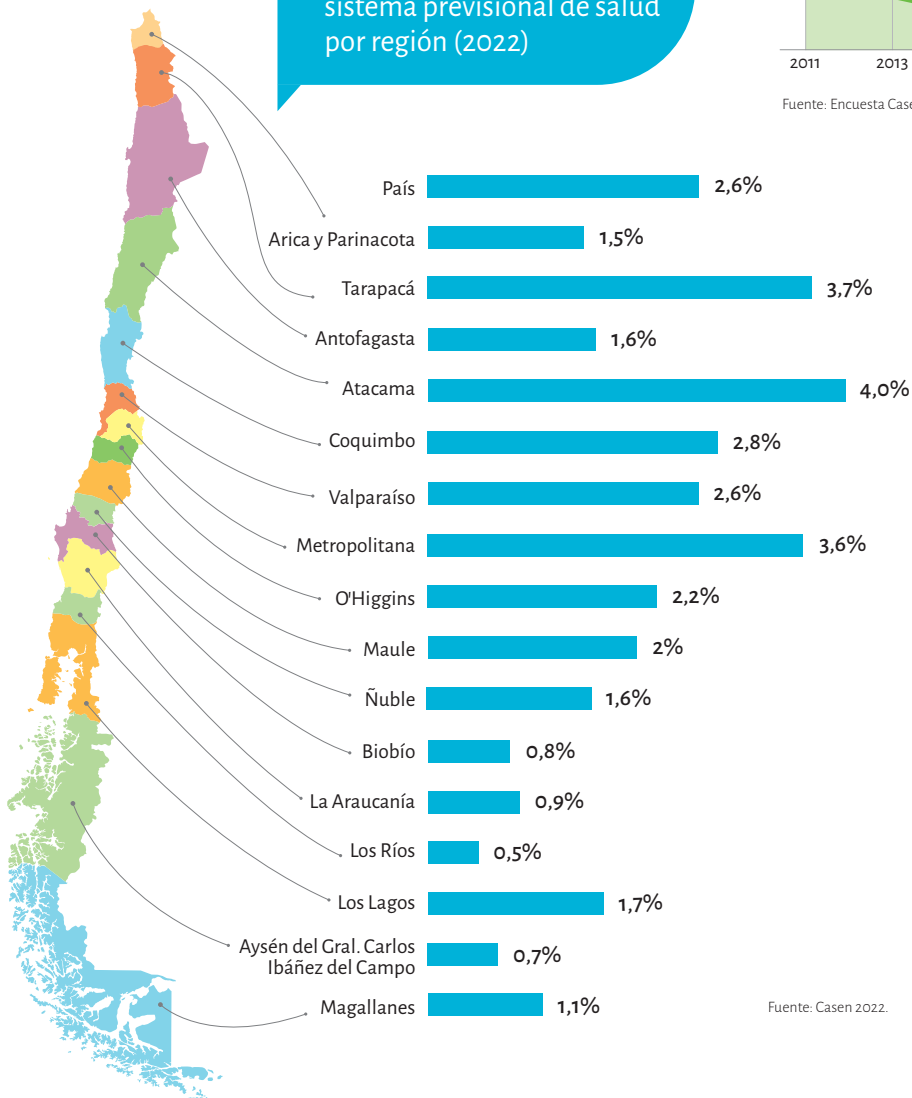 sistema previsional de salud
por región (2022)
2011 2013
Fuente: Encuesta Case
País 2,6%
Arica y Parinacota 1,5%
Tarapacá 3,7%
Antofagasta 1,6%
Atacama 4,0%
Coquimbo 2,8%
Valparaíso 2,6%
Metropolitana 3,6%
O'Higgins 2,2%
Maule 2%
Ñuble 1,6%
Biobío 0,8%
La Araucanía 0,9%
Los Ríos 0,5%
Los Lagos 1,7%
Aysén del Gral. Carlos
Ibáñez del Campo 0,7%
Magallanes 1,1%
Fuente: Casen 2022.